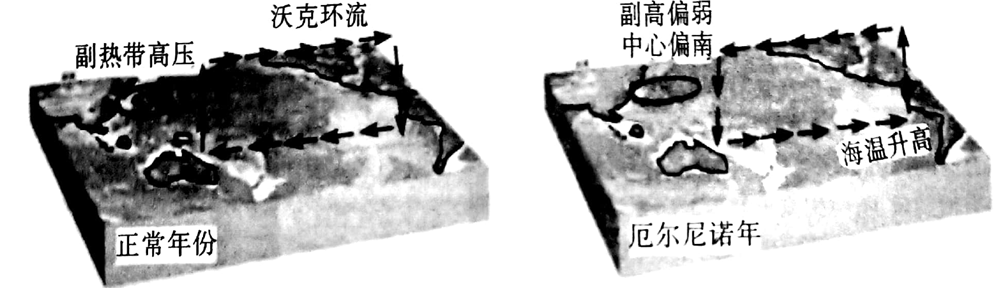 沃克环流
副热带高压
正常年份
副高偏弱
中心偏南
海温升高
厄尔尼诺年